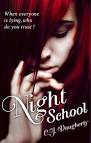 When everyone
is lying, who
do you trust?
Night
School
C.J. Daugherty